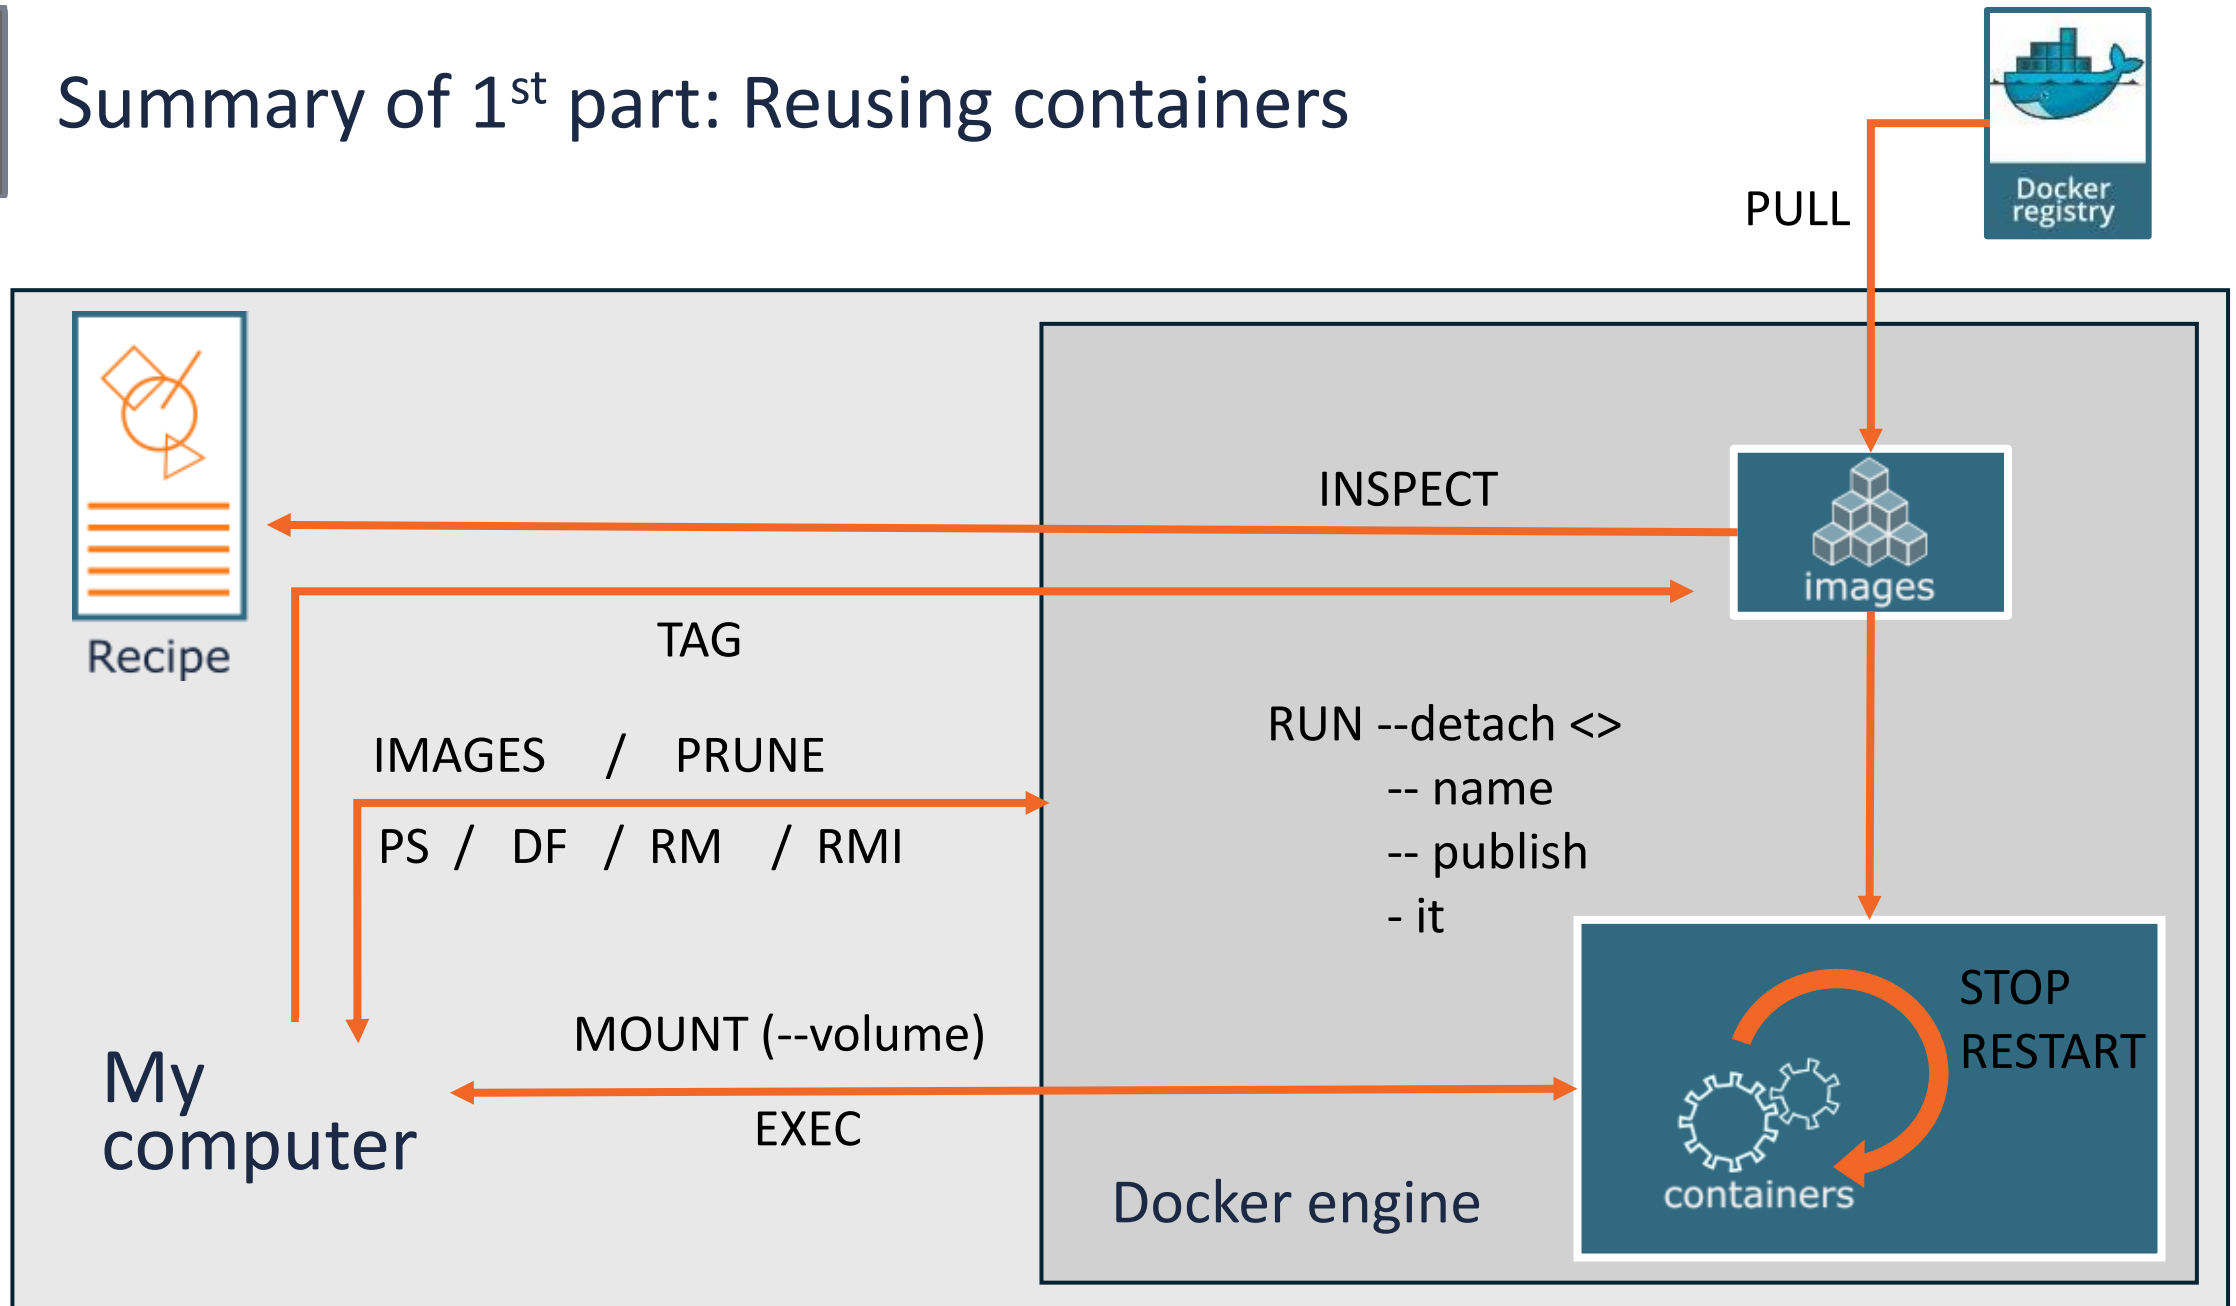 Summary of 1st part: Reusing containers
Docker
registry
PULL
INSPECT
images
TAG
Recipe
RUN --detach <>
-- name
-- publish
- it
IMAGES / PRUNE
PS / DF / RM / RMI
STOP
RESTART
MOUNT (--volume)
EXEC
My
computer
containers
Docker engine